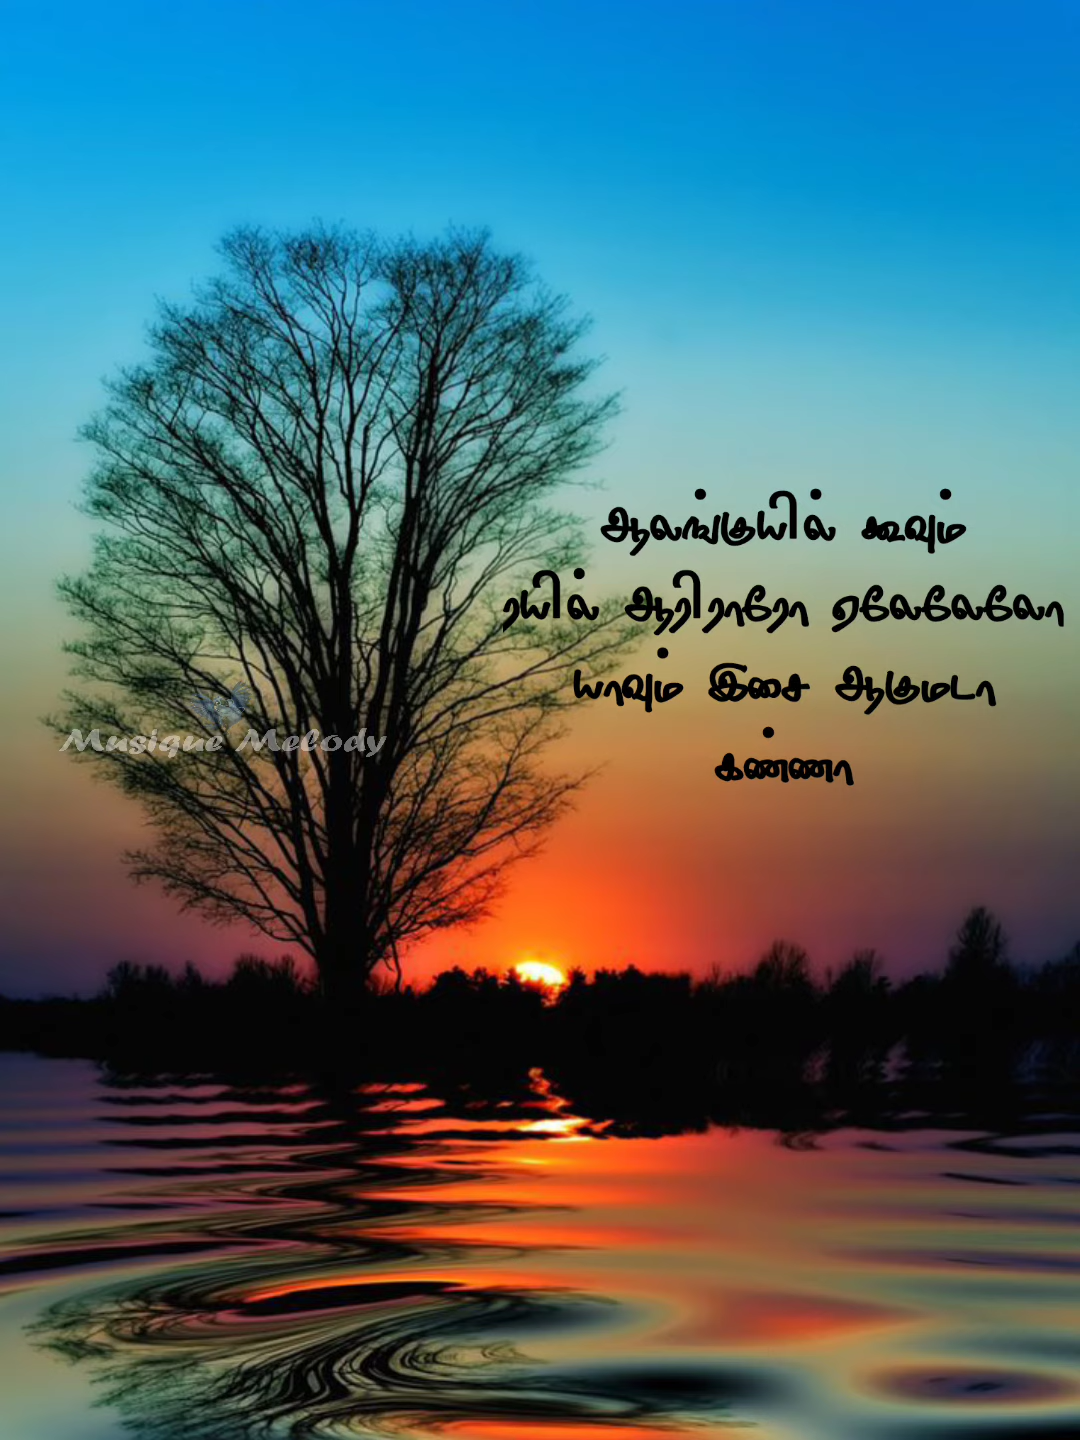 ஆலங்குயில் கூவும்
ரயில் ஆரிராரோ ஏலேலேலோ
யாவும் இசை ஆகுமடா
கண்ணா
Musique Melody